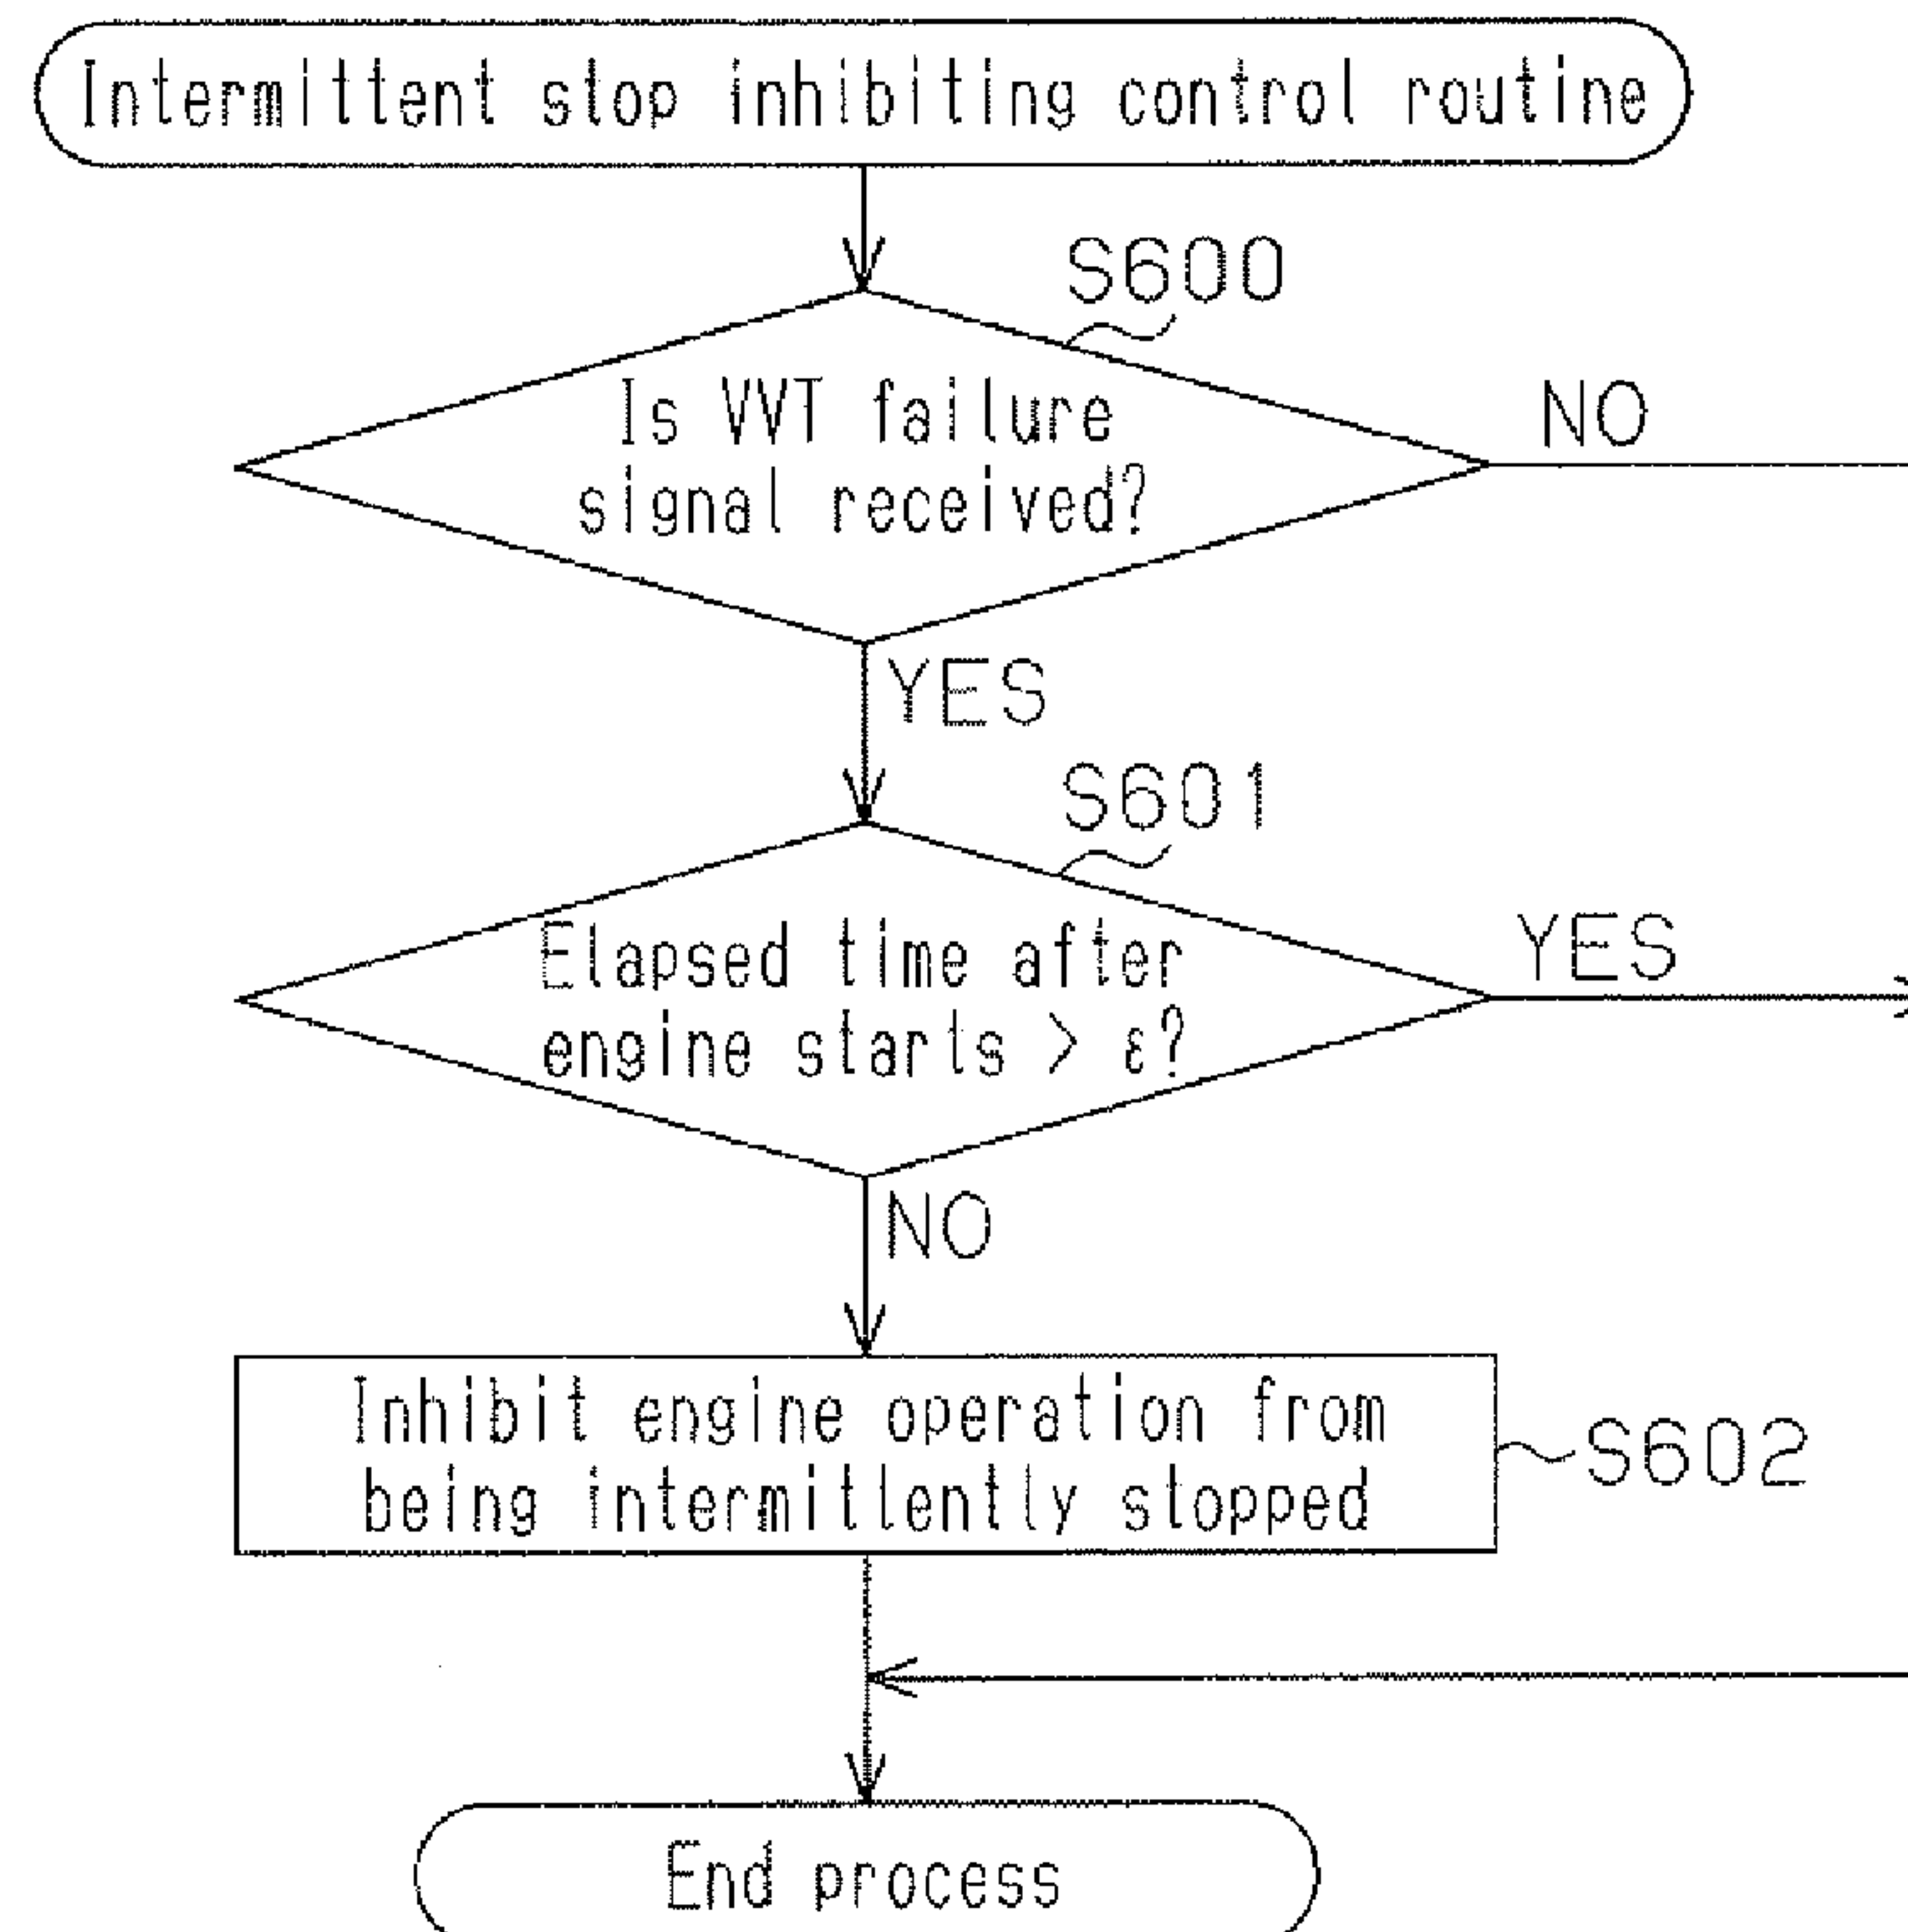 Intermittent stop inhibiting control routine
S600
Is VVT failure
signal received?
NO
YES
S601
Elapsed time after
engine starts > ε?
YES
NO
Inhibit engine operation from
being intermittently stopped
S602
End process